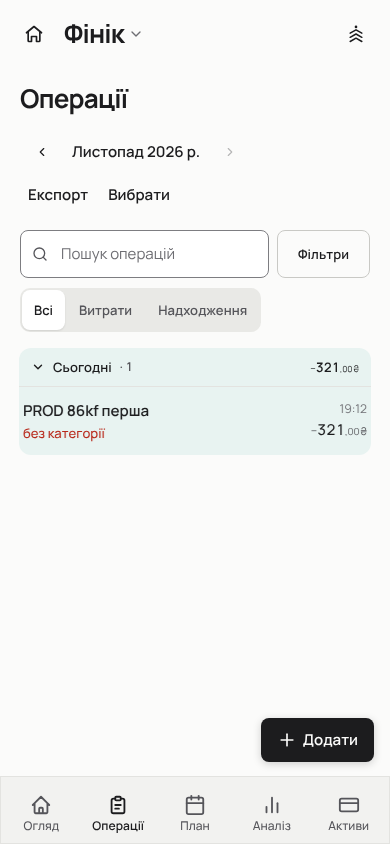 Фінік
Операції
Листопад 2026 р.
Експорт Вибрати
Пошук операцій Фільтри
Всі Витрати Надходження
Сьогодні · 1 -321,00₴
PROD 86kf перша 19:12
без категорії -321,00₴
Додати
Огляд Операції План Аналіз Активи